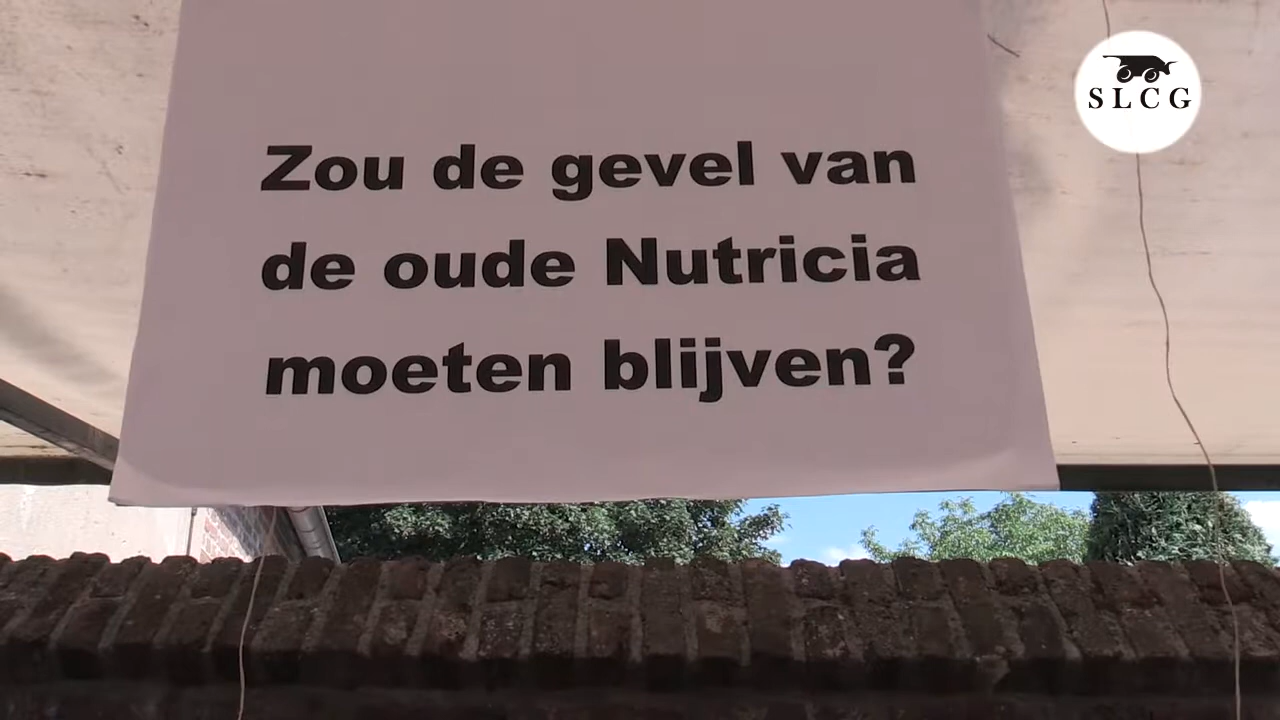 SLCG
Zou de gevel van
de oude Nutricia
moeten blijven?